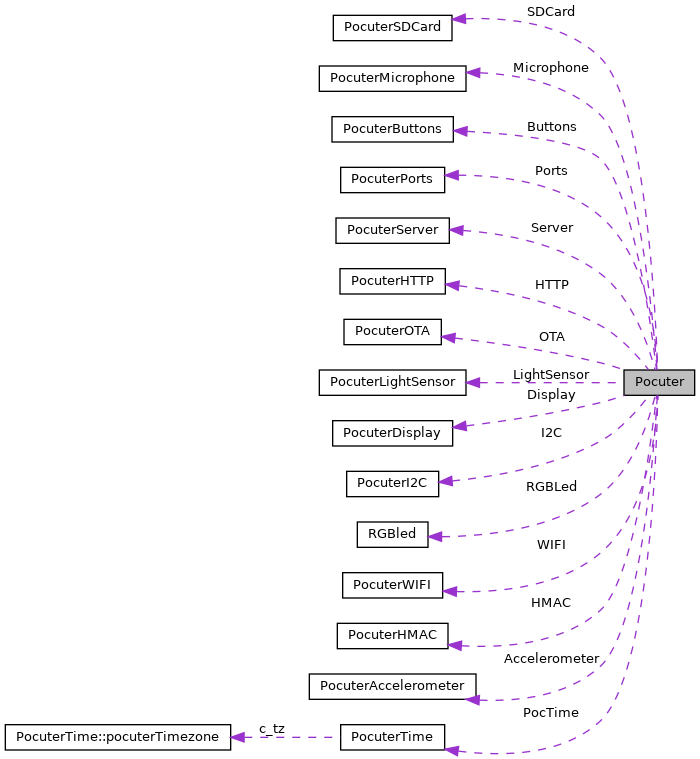 SDCard
PocuterSDCard
Microphone
PocuterMicrophone
Buttons
PocuterButtons
Ports
PocuterPorts
Server
PocuterServer
HTTP
PocuterHTTP
OTA
PocuterOTA
LightSensor
PocuterLightSensor
Pocuter
Display
PocuterDisplay
I2C
PocuterI2C
RGBLed
RGBled
WIFI
PocuterWIFI
HMAC
PocuterHMAC
Accelerometer
PocuterAccelerometer
PocTime
c_tz
PocuterTime::pocuterTimezone
PocuterTime